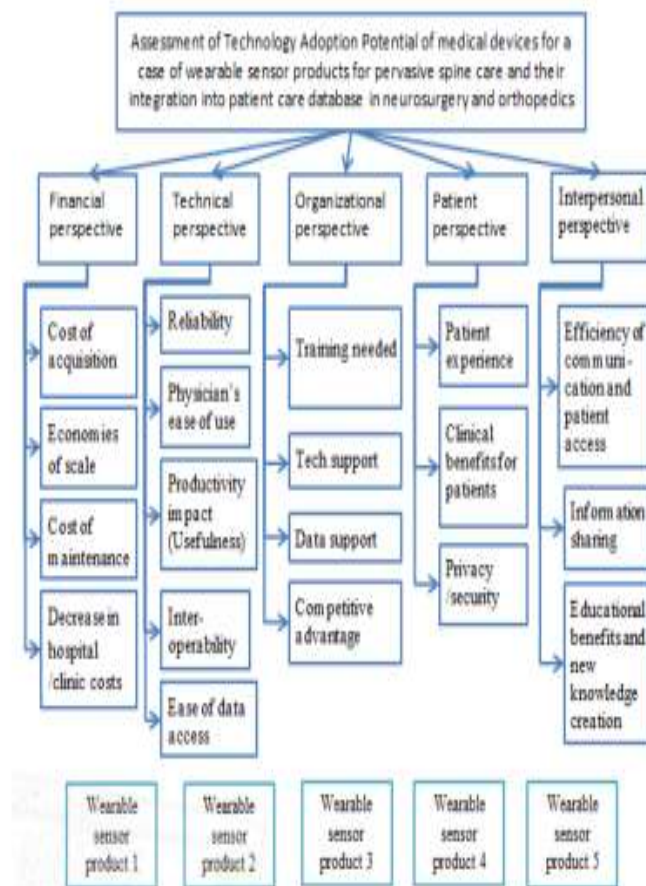 Assessment of Technology Adoption Potential of medical devices for a
case of wearable sensor products for pervasive spine care and their
integration into patient care database in neurosurgery and orthopedics
Financial
perspective
Technical
perspective
Organizational
perspective
Patient
perspective
Interpersonal
perspective
Cost of
acquisition
Economies
of scale
Cost of
maintenance
Decrease in
hospital
/clinic costs
Reliability
Physician's
ease of use
Productivity
impact
(Usefulness)
Inter-
operability
Ease of data
access
Training needed
Tech support
Data support
Competitive
advantage
Patient
experience
Clinical
benefits for
patients
Privacy
/security
Efficiency of
communi-
cation and
patient
access
Information
sharing
Educational
benefits and
new
knowledge
creation
Wearable
sensor
product 1
Wearable
sensor
product 2
Wearable
sensor
product 3
Wearable
sensor
product 4
Wearable
sensor
product 5